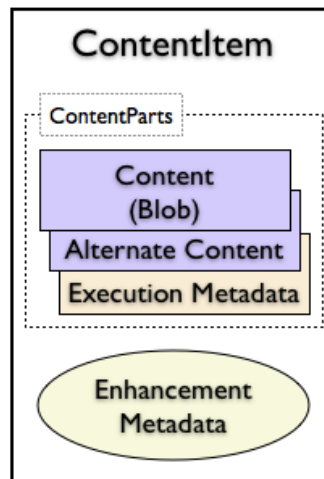 ContentItem
ContentParts
Content
(Blob)
Alternate Content
Execution Metadata
Enhancement
Metadata